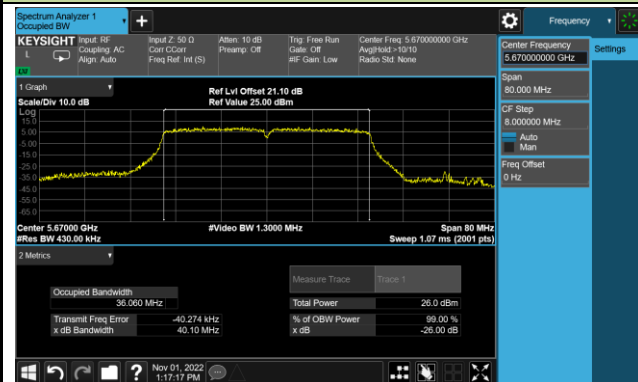 Spectrum Analyzer 1
Occupied BW
+
Frequency
KEYSIGHT Input: RF Input Z: 50 Ω Atten: 10 dB Trig: Free Run Center Freq: 5.670000000 GHz
L Coupling: AC Corr CCorr Preamp: Off Gate: Off Avg|Hold:>10/10
Align: Auto Freq Ref: Int (S) #IF Gain: Low Radio Std: None
Center Frequency
5.670000000 GHz
Settings
Span
80.000 MHz
CF Step
8.000000 MHz
Auto
Man
Freq Offset
0 Hz
1 Graph
Ref Lvl Offset 21.10 dB
Scale/Div 10.0 dB Ref Value 25.00 dBm
Log
15.0
5.00
-5.00
-15.0
-25.0
-35.0
-45.0
-55.0
-65.0
Center 5.67000 GHz #Video BW 1.3000 MHz Span 80 MHz
#Res BW 430.00 kHz Sweep 1.07 ms (2001 pts)
2 Metrics
Measure Trace Trace 1
Occupied Bandwidth
36.060 MHz Total Power 26.0 dBm
Transmit Freq Error -40.274 kHz % of OBW Power 99.00 %
x dB Bandwidth 40.10 MHz x dB -26.00 dB
? Nov 01, 2022
1:17:17 PM